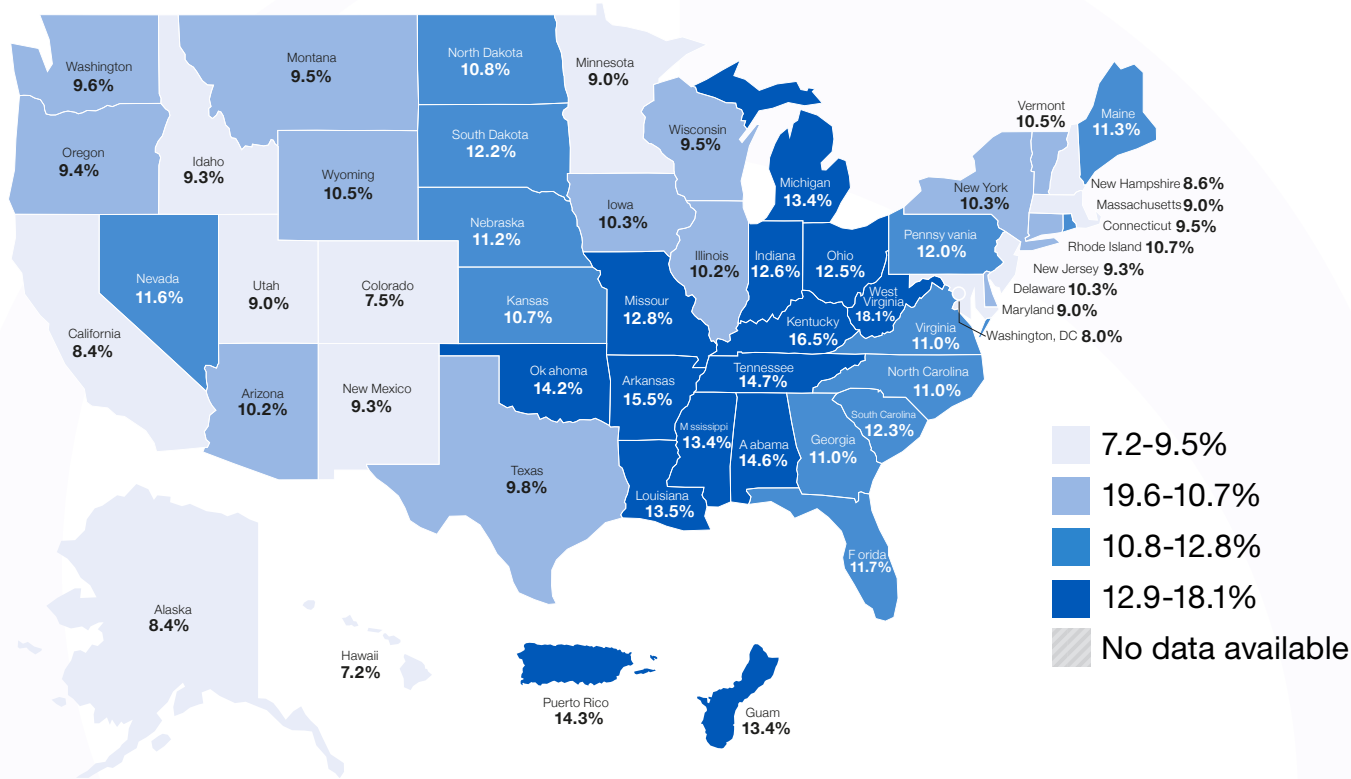 Washington
9.6%
Montana
9.5%
North Dakota
10.8%
Minnesota
9.0%
Oregon
9.4%
Idaho
9.3%
Wyoming
10.5%
South Dakota
12.2%
Wisconsin
9.5%
Michigan
13.4%
Vermont
10.5%
Maine
11.3%
New York
10.3%
New Hampshire 8.6%
Massachusetts 9.0%
Connecticut 9.5%
Rhode Island 10.7%
New Jersey 9.3%
Delaware 10.3%
Maryland 9.0%
Washington, DC 8.0%
Nebraska
11.2%
Iowa
10.3%
Illinois
10.2%
Indiana
12.6%
Ohio
12.5%
Pennsy vania
12.0%
Nevada
11.6%
Utah
9.0%
Colorado
7.5%
Kansas
10.7%
Missour
12.8%
Kentucky
16.5%
West
Virginia
18.1%
Virginia
11.0%
California
8.4%
Arizona
10.2%
New Mexico
9.3%
Ok ahoma
14.2%
Arkansas
15.5%
Tennessee
14.7%
North Carolina
11.0%
South Carolina
12.3%
M ssissippi
13.4%
A abama
14.6%
Georgia
11.0%
Texas
9.8%
Louisiana
13.5%
F orida
11.7%
Alaska
8.4%
Hawaii
7.2%
Puerto Rico
14.3%
Guam
13.4%
7.2-9.5%
19.6-10.7%
10.8-12.8%
12.9-18.1%
No data available